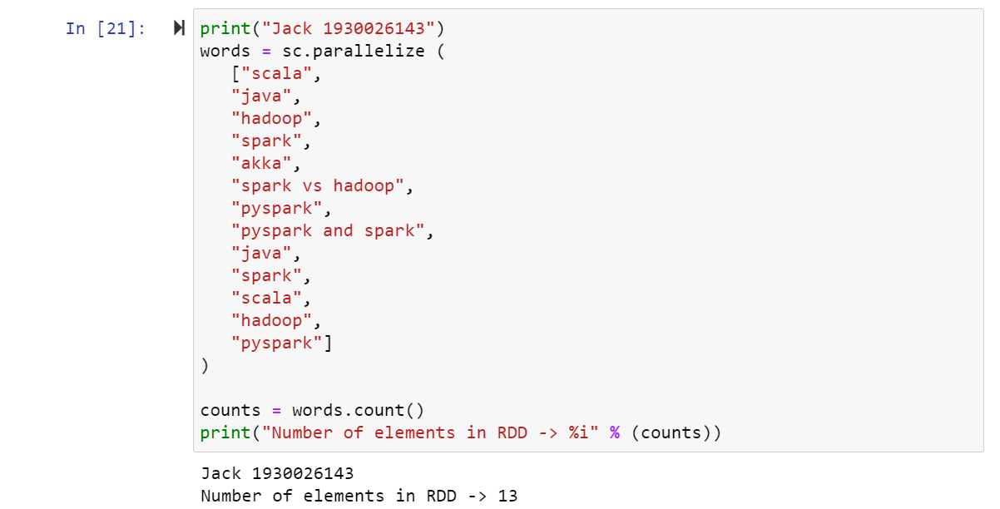 In [21]:
print("Jack 1930026143")
words = sc.parallelize (
   ["scala",
   "java",
   "hadoop",
   "spark",
   "akka",
   "spark vs hadoop",
   "pyspark",
   "pyspark and spark",
   "java",
   "spark",
   "scala",
   "hadoop",
   "pyspark"]
)
counts = words.count()
print("Number of elements in RDD -> %i" % (counts))
Jack 1930026143
Number of elements in RDD -> 13